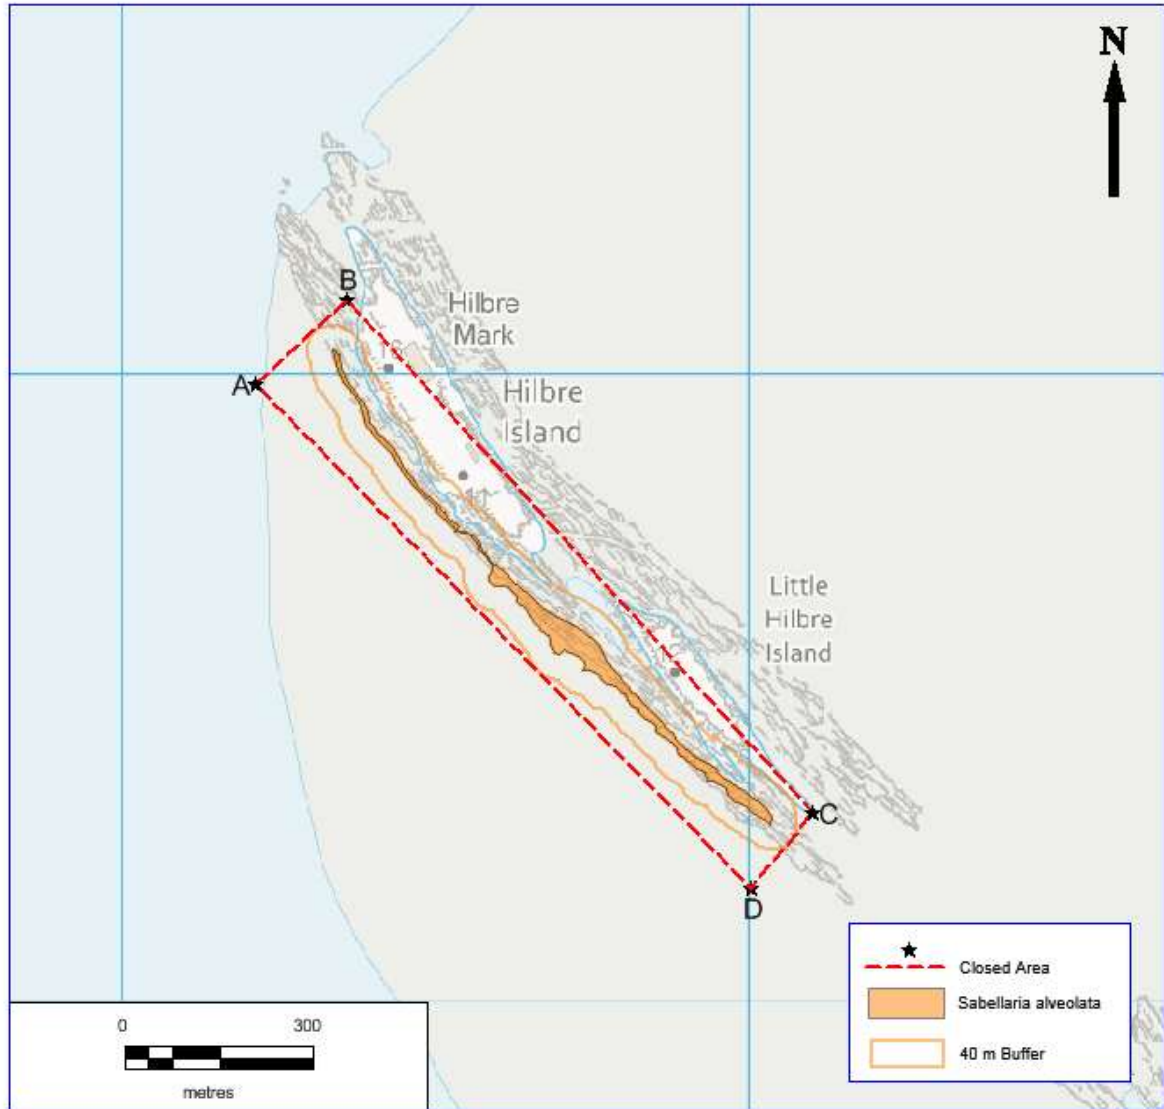 N
B
Hilbre
Mark
A
Hilbre
Island
Little
Hilbre
Island
C
D
Closed Area
Sabellaria alveolata
40 m Buffer
0 300
metres